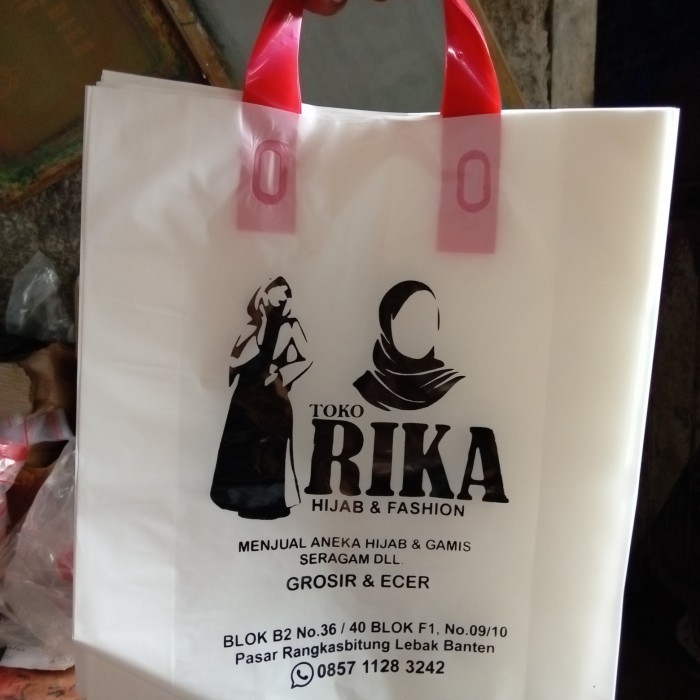 TOKO
RIKA
HIJAB & FASHION
MENJUAL ANEKA HIJAB & GAMIS
SERAGAM DLL.
GROSIR & ECER
BLOK B2 No.36 / 40 BLOK F1, No.09/10
Pasar Rangkasbitung Lebak Banten
0857 1128 3242